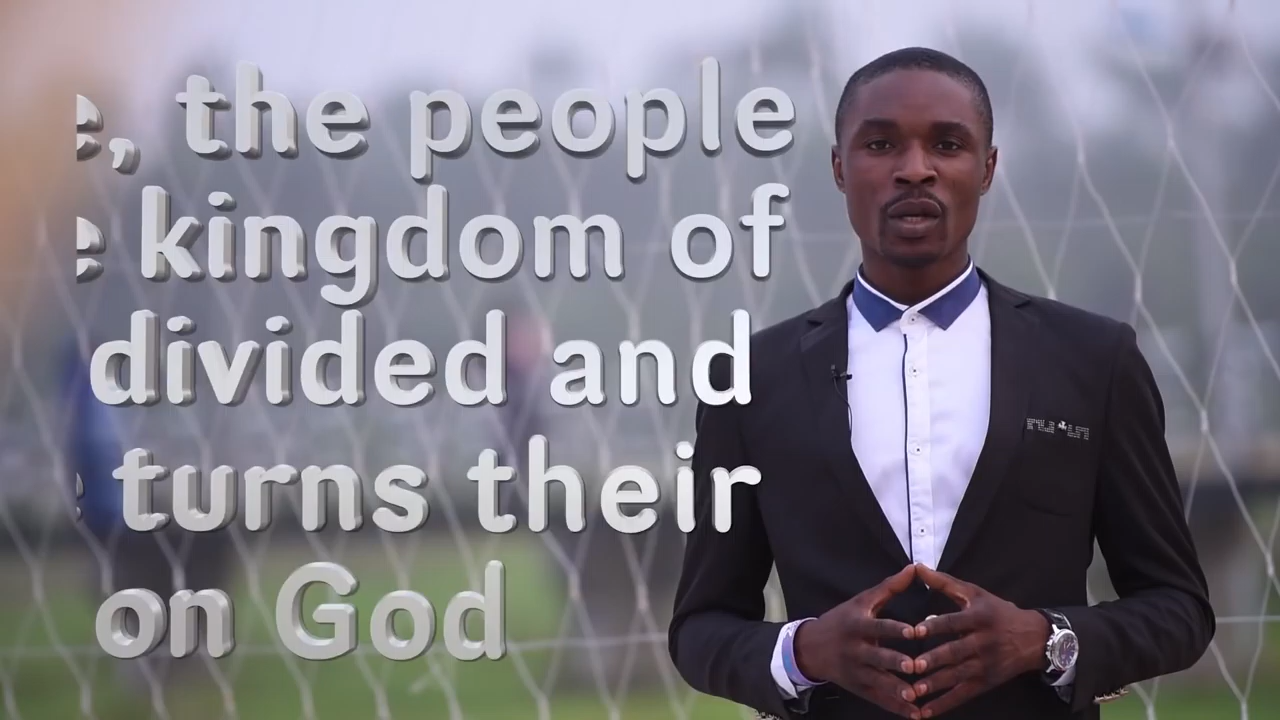 , the people
kingdom of
divided and
turns their
on God